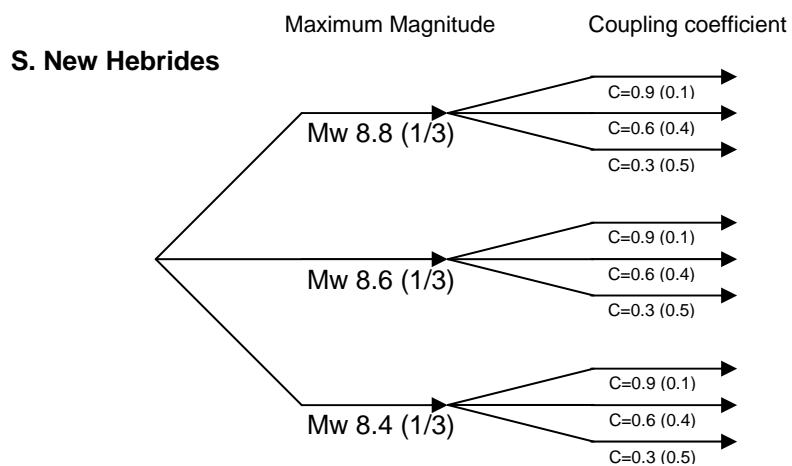 Maximum Magnitude Coupling coefficient
S. New Hebrides
C=0.9 (0.1)
Mw 8.8 (1/3)
C=0.6 (0.4)
C=0.3 (0.5)
C=0.9 (0.1)
Mw 8.6 (1/3)
C=0.6 (0.4)
C=0.3 (0.5)
C=0.9 (0.1)
Mw 8.4 (1/3)
C=0.6 (0.4)
C=0.3 (0.5)